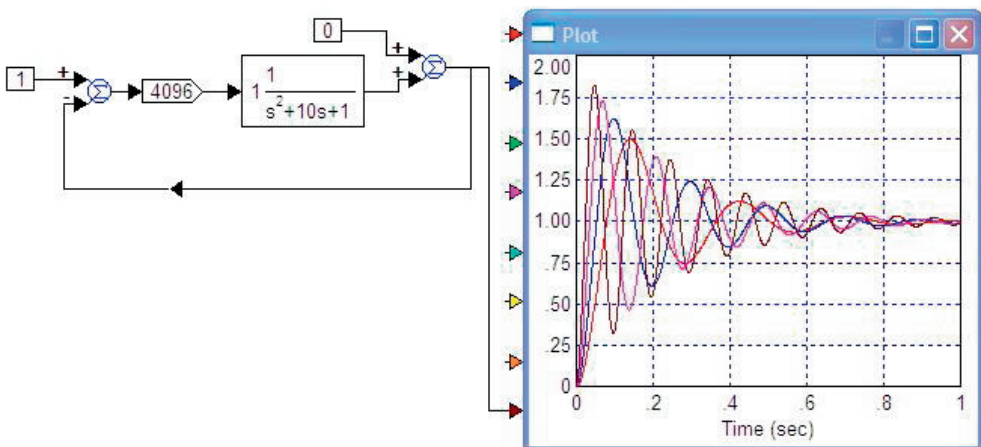 0
+
+
1
+
-
Σ
Σ
4096
1 1
s²+10s+1
Plot
2.00
1.75
1.50
1.25
1.00
.75
.50
.25
0
0 .2 .4 .6 .8 1
Time (sec)